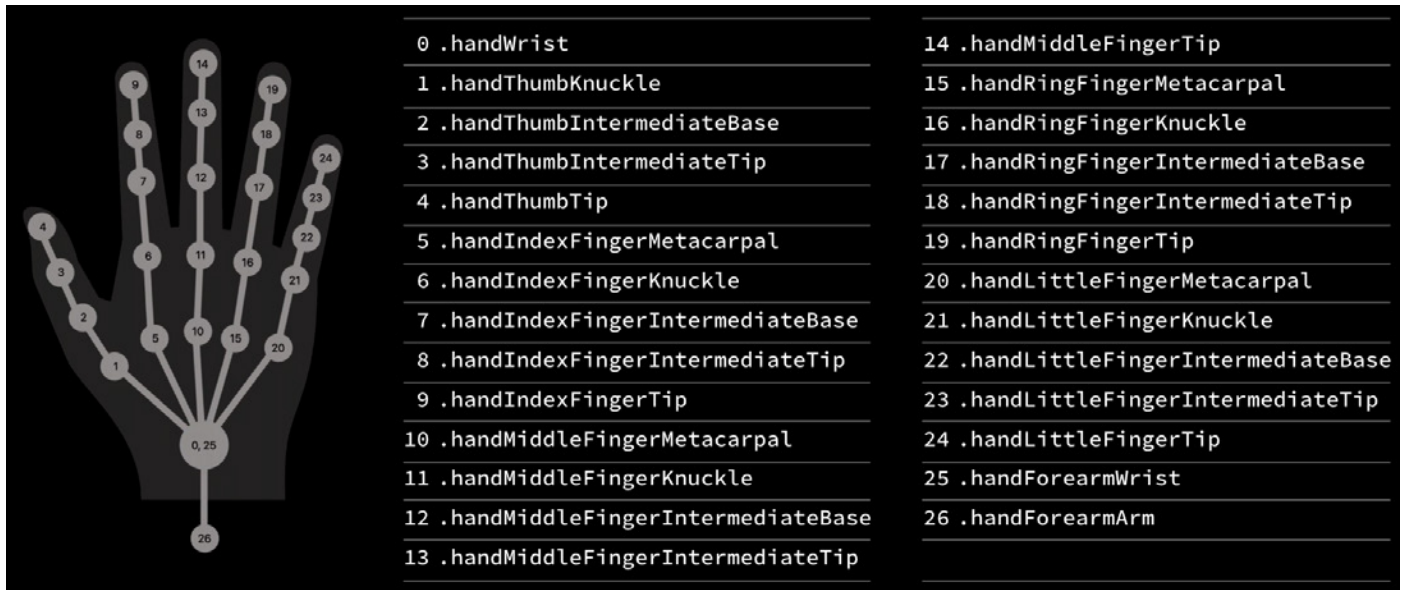 14
9
19
13
8
18
24
12
7
17
23
4
22
6
11
16
3
21
2
5
10
15
20
1
0, 25
26
0 .handWrist
1 .handThumbKnuckle
2 .handThumbIntermediateBase
3 .handThumbIntermediateTip
4 .handThumbTip
5 .handIndexFingerMetacarpal
6 .handIndexFingerKnuckle
7 .handIndexFingerIntermediateBase
8 .handIndexFingerIntermediateTip
9 .handIndexFingerTip
10 .handMiddleFingerMetacarpal
11 .handMiddleFingerKnuckle
12 .handMiddleFingerIntermediateBase
13 .handMiddleFingerIntermediateTip
14 .handMiddleFingerTip
15 .handRingFingerMetacarpal
16 .handRingFingerKnuckle
17 .handRingFingerIntermediateBase
18 .handRingFingerIntermediateTip
19 .handRingFingerTip
20 .handLittleFingerMetacarpal
21 .handLittleFingerKnuckle
22 .handLittleFingerIntermediateBase
23 .handLittleFingerIntermediateTip
24 .handLittleFingerTip
25 .handForearmWrist
26 .handForearmArm